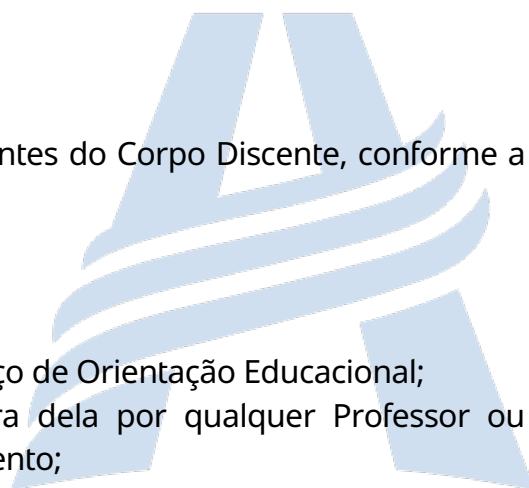 ntes do Corpo Discente, conforme a
ço de Orientação Educacional;
ra dela por qualquer Professor ou
ento;